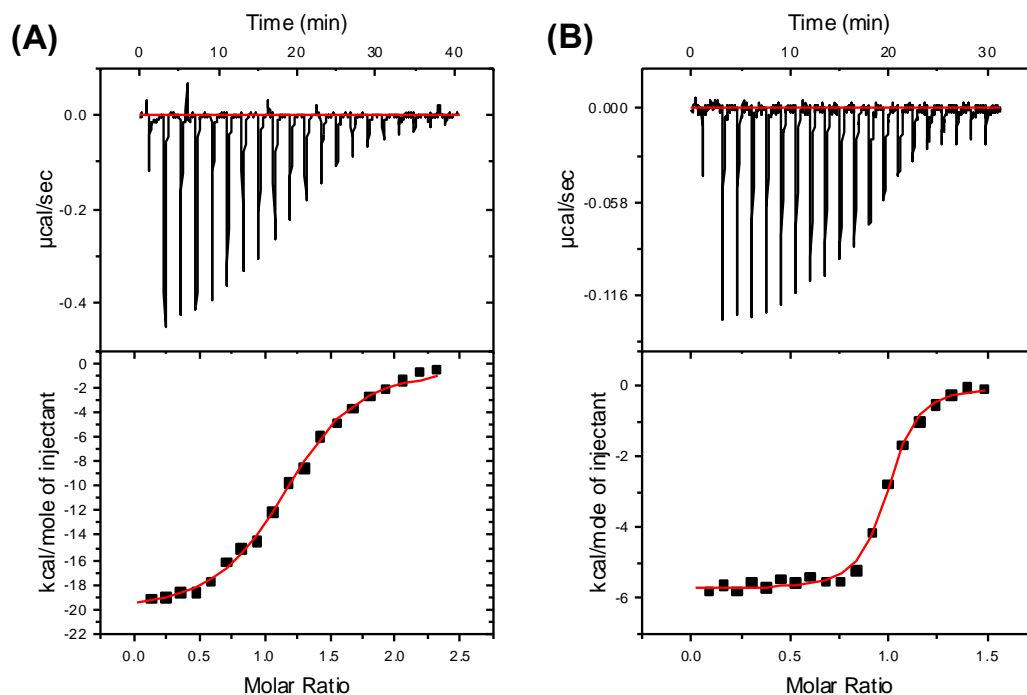 (A)
Time (min)
0 10 20 30 40
0.0
-0.2
-0.4
µcal/sec
0
-2
-4
-6
-8
-10
-12
-14
-16
-18
-20
-22
kcal/mole of injectant
0.0 0.5 1.0 1.5 2.0 2.5
Molar Ratio
(B)
Time (min)
0 10 20 30
0.000
-0.058
-0.116
µcal/sec
0
-2
-4
-6
kcal/mole of injectant
0.0 0.5 1.0 1.5
Molar Ratio